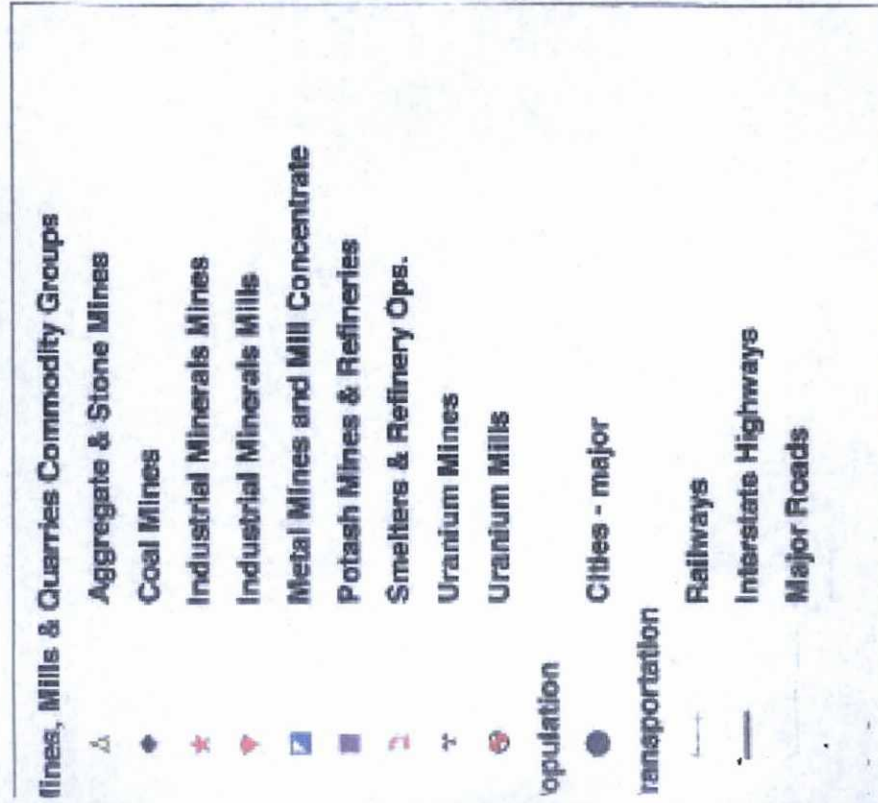 lines, Mills & Quarries Commodity Groups
Aggregate & Stone Mines
Coal Mines
Industrial Minerals Mines
Industrial Minerals Mills
Metal Mines and Mill Concentrate
Potash Mines & Refineries
Smelters & Refinery Ops.
Uranium Mines
Uranium Mills
opulation
Cities - major
ransportation
Railways
Interstate Highways
Major Roads